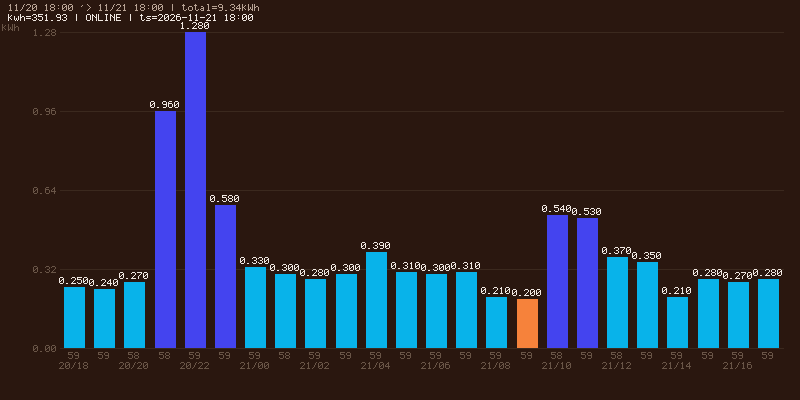 11/20 18:00 -> 11/21 18:00 | total=9.34kWh
Kwh=351.93 | ONLINE | ts=2026-11-21 18:00
kWh
1.280
1.28
0.960
0.96
0.64
0.580
0.540 0.530
0.390
0.370 0.350
0.330 0.300 0.280 0.300 0.310 0.300 0.310
0.32
0.250 0.240 0.270 0.280 0.270 0.280
0.210 0.200 0.210
0.00
59 59 58 58 59 59 59 58 59 59 59 59 59 59 59 59 58 59 58 59 59 59 59 59
20/18 20/20 20/22 21/00 21/02 21/04 21/06 21/08 21/10 21/12 21/14 21/16